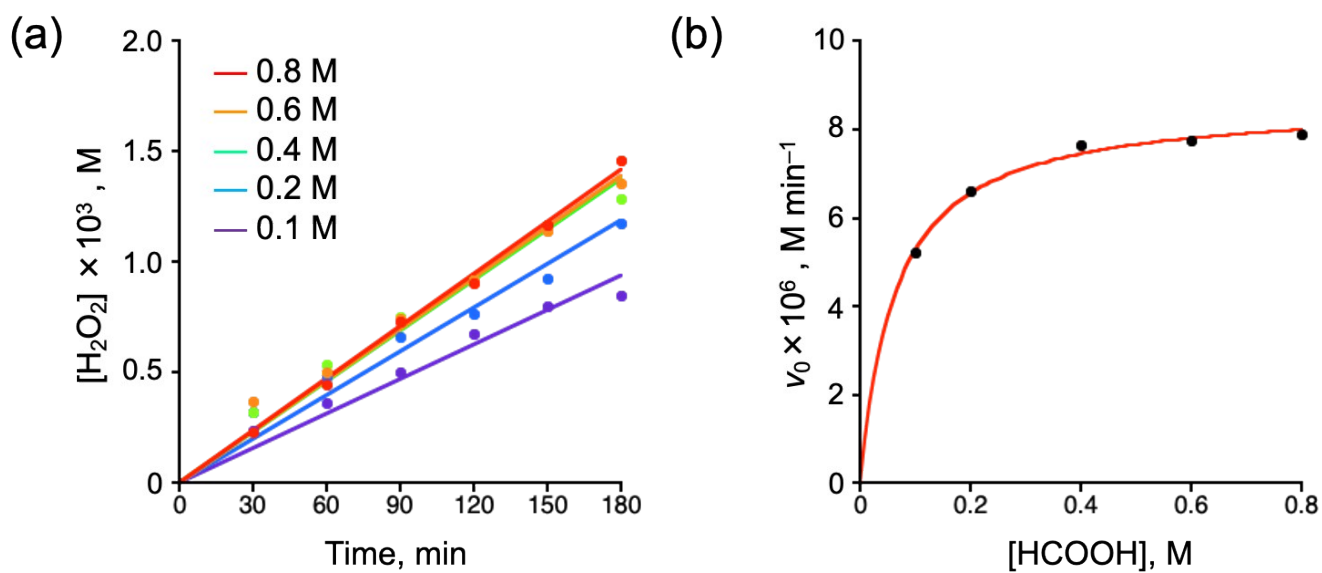 (a)
[H₂O₂] × 10³ , M
2.0
1.5
1.0
0.5
0
0.8 M
0.6 M
0.4 M
0.2 M
0.1 M
0 30 60 90 120 150 180
Time, min
(b)
v₀ × 10⁶ , M min⁻¹
10
8
6
4
2
0
0 0.2 0.4 0.6 0.8
[HCOOH], M